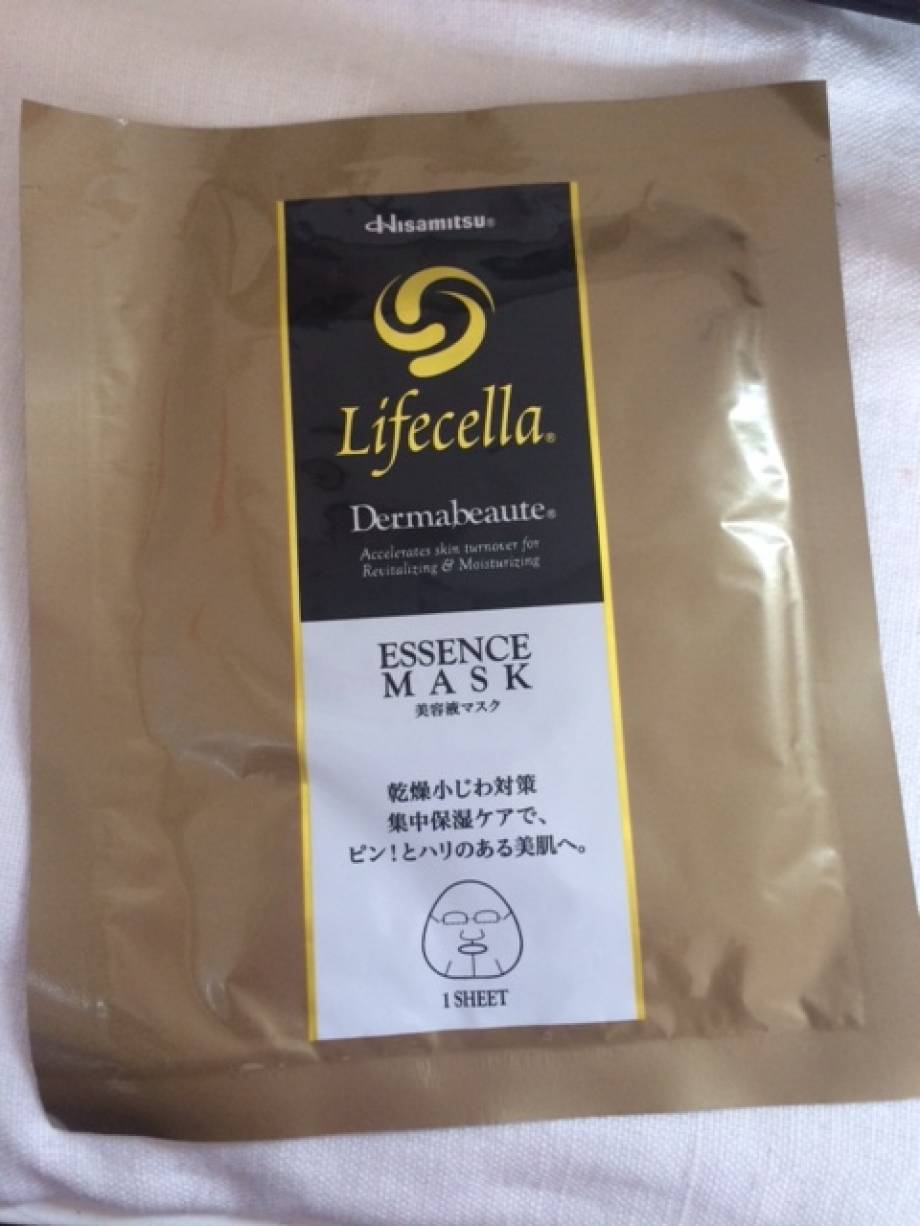 Hisamitsu®
Lifecella®
Dermabeaute®
Accelerates skin turnover for
Revitalizing & Moisturizing
ESSENCE
MASK
美容液マスク
乾燥小じわ対策
集中保湿ケアで、
ピン!とハリのある美肌へ。
1 SHEET